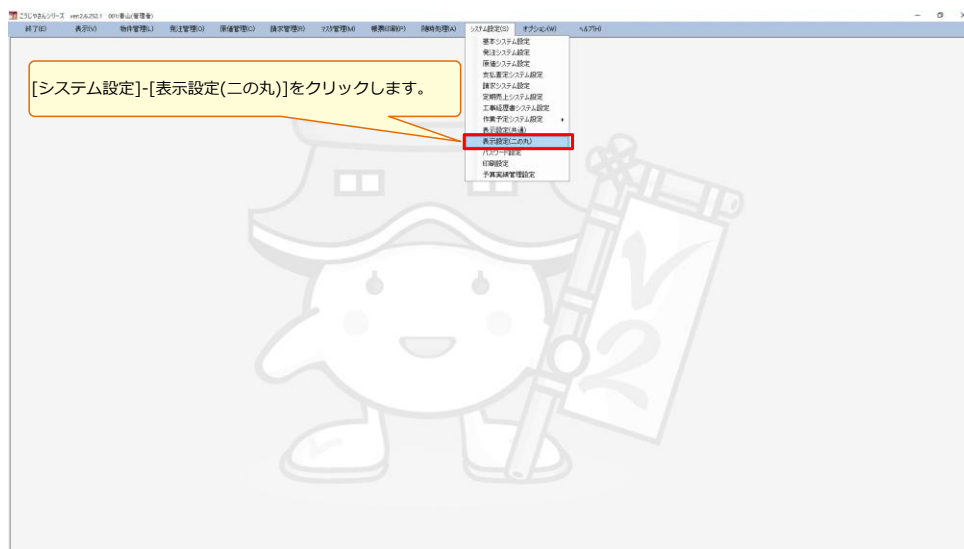 こうじやさんシリーズ ver.2.6.252.1 001:青山(管理者)
終了(E) 表示(V) 物件管理(L) 発注管理(O) 原価管理(C) 請求管理(R) マスタ管理(M) 帳票印刷(P) 随時処理(A) システム設定(S) オプション(W) ヘルプ(H)
基本システム設定
発注システム設定
原価システム設定
支払査定システム設定
請求システム設定
定期売上システム設定
工事経歴書システム設定
作業予定システム設定
表示設定(共通)
表示設定(二の丸)
パスワード設定
印刷設定
予算実績管理設定
[システム設定]-[表示設定(二の丸)]をクリックします。
V2